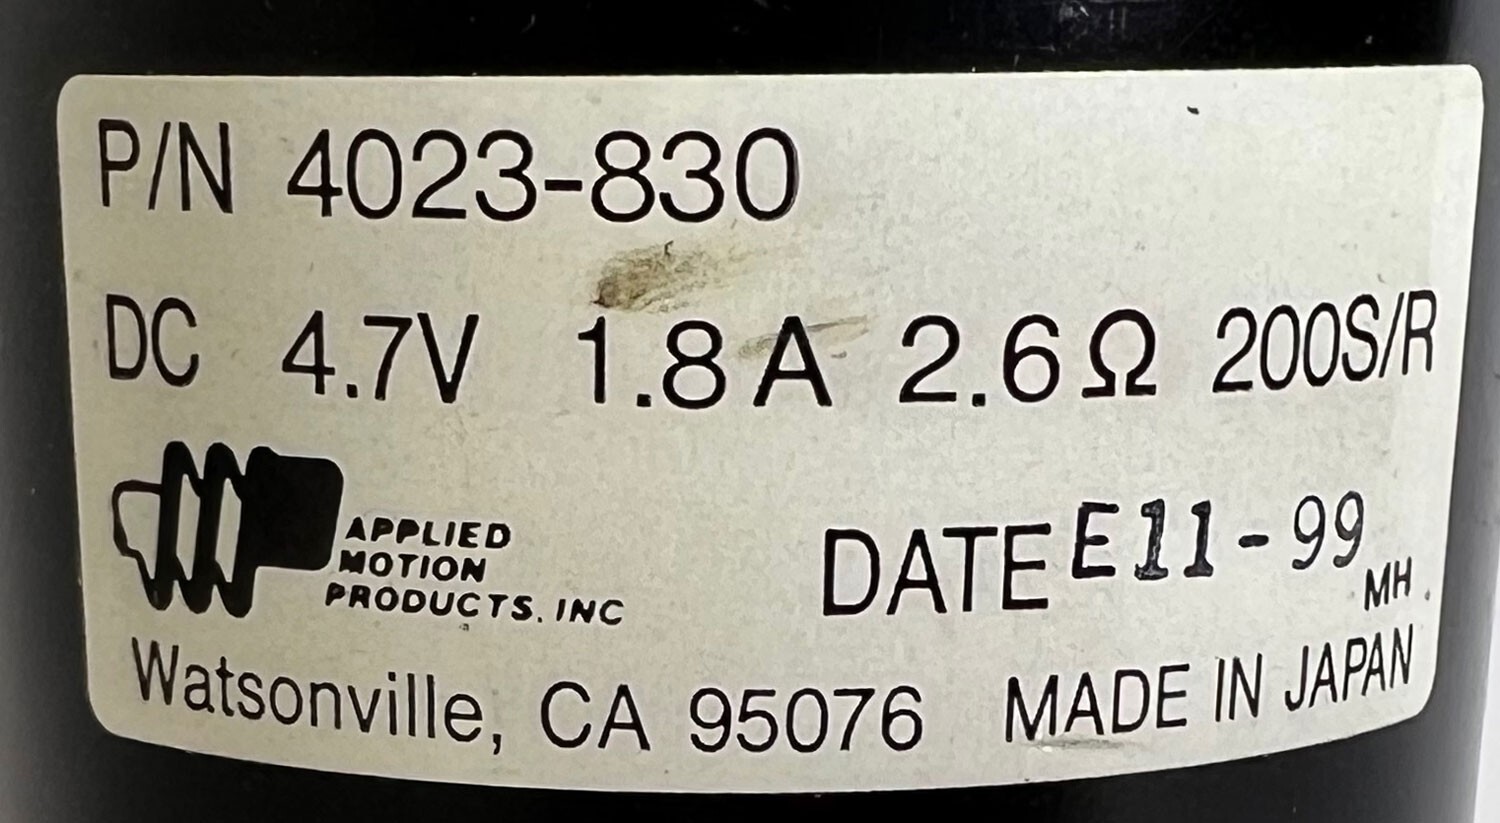 P/N 4023-830
DC 4.7V 1.8A 2.6Ω 200S/R
APPLIED
MOTION
PRODUCTS, INC
DATE E11-99
MH
Watsonville, CA 95076 MADE IN JAPAN